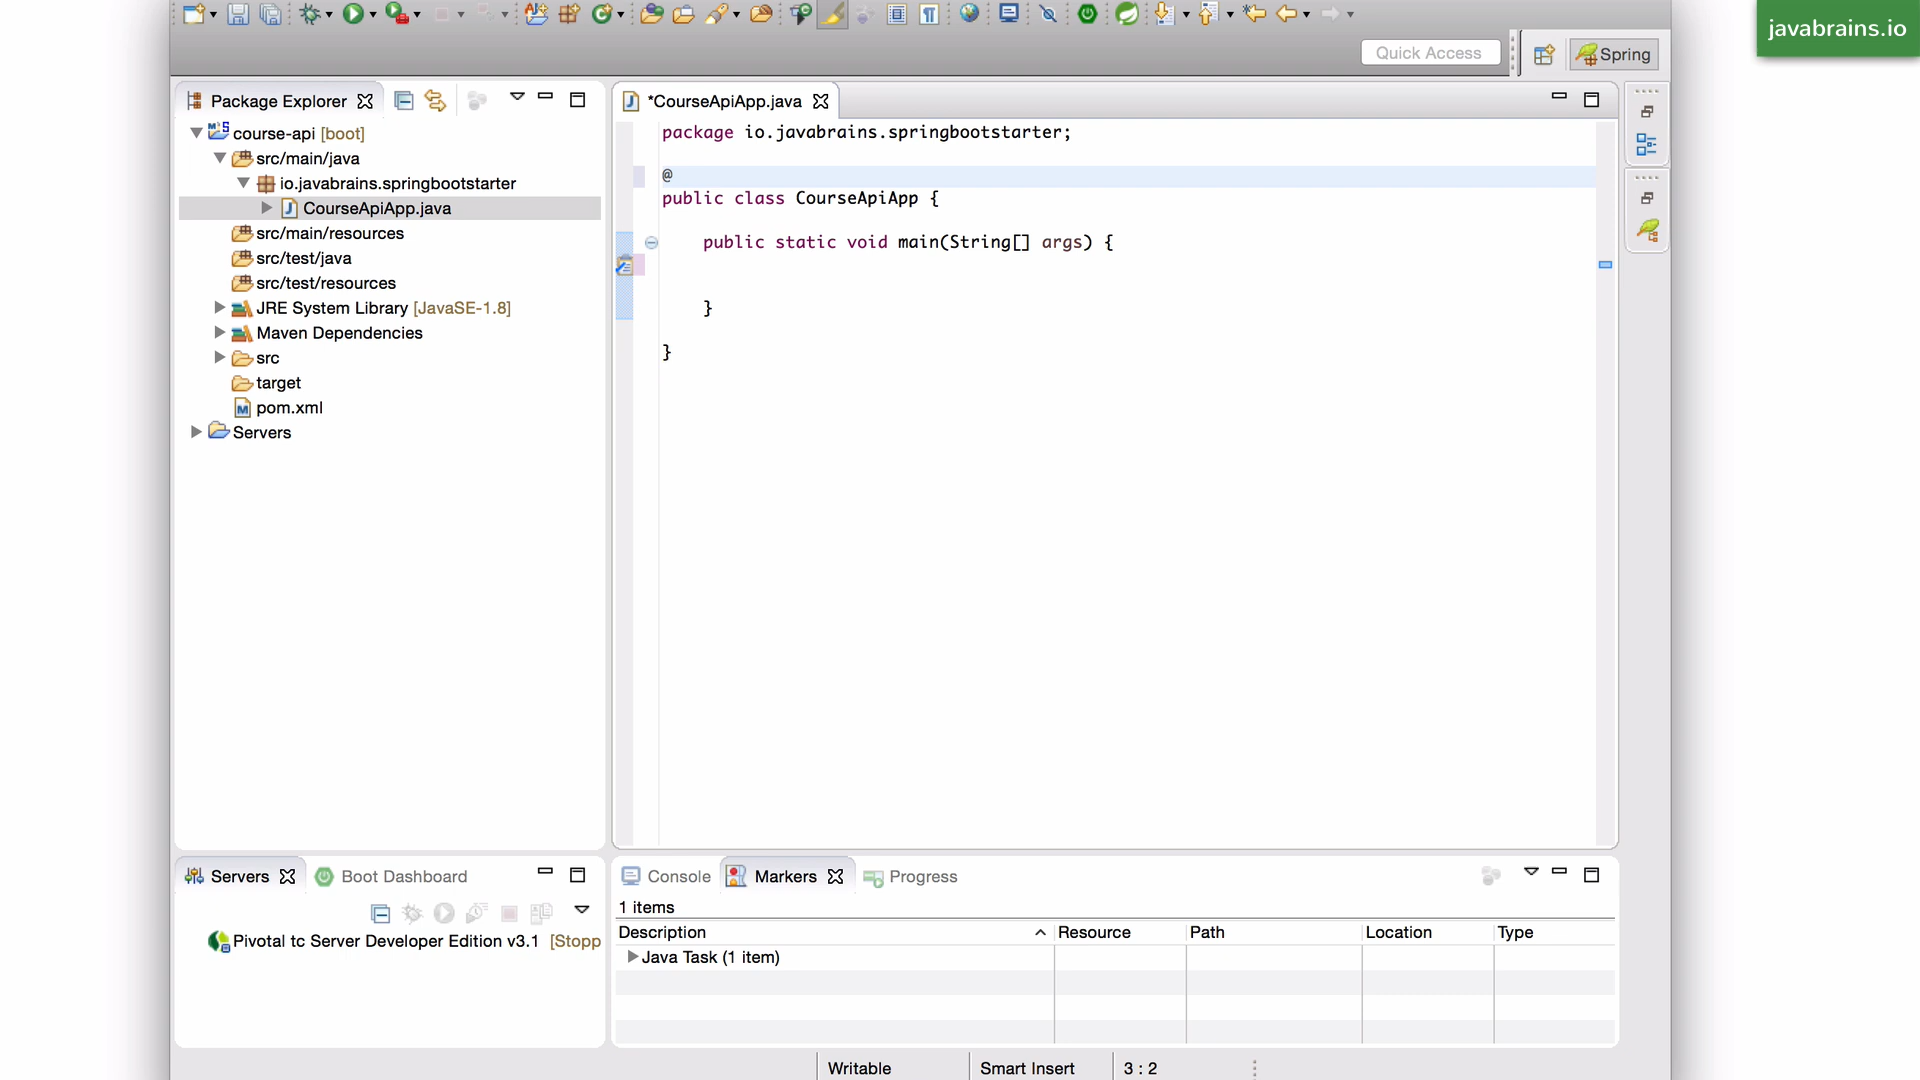 javabrains.io
Quick Access
Spring
Package Explorer
course-api [boot]
src/main/java
io.javabrains.springbootstarter
CourseApiApp.java
src/main/resources
src/test/java
src/test/resources
JRE System Library [JavaSE-1.8]
Maven Dependencies
src
target
pom.xml
Servers
*CourseApiApp.java
package io.javabrains.springbootstarter;
@
public class CourseApiApp {
public static void main(String[] args) {
}
}
Servers
Boot Dashboard
Pivotal tc Server Developer Edition v3.1 [Stopp
Console
Markers
Progress
1 items
Description Resource Path Location Type
Java Task (1 item)
Writable Smart Insert 3 : 2